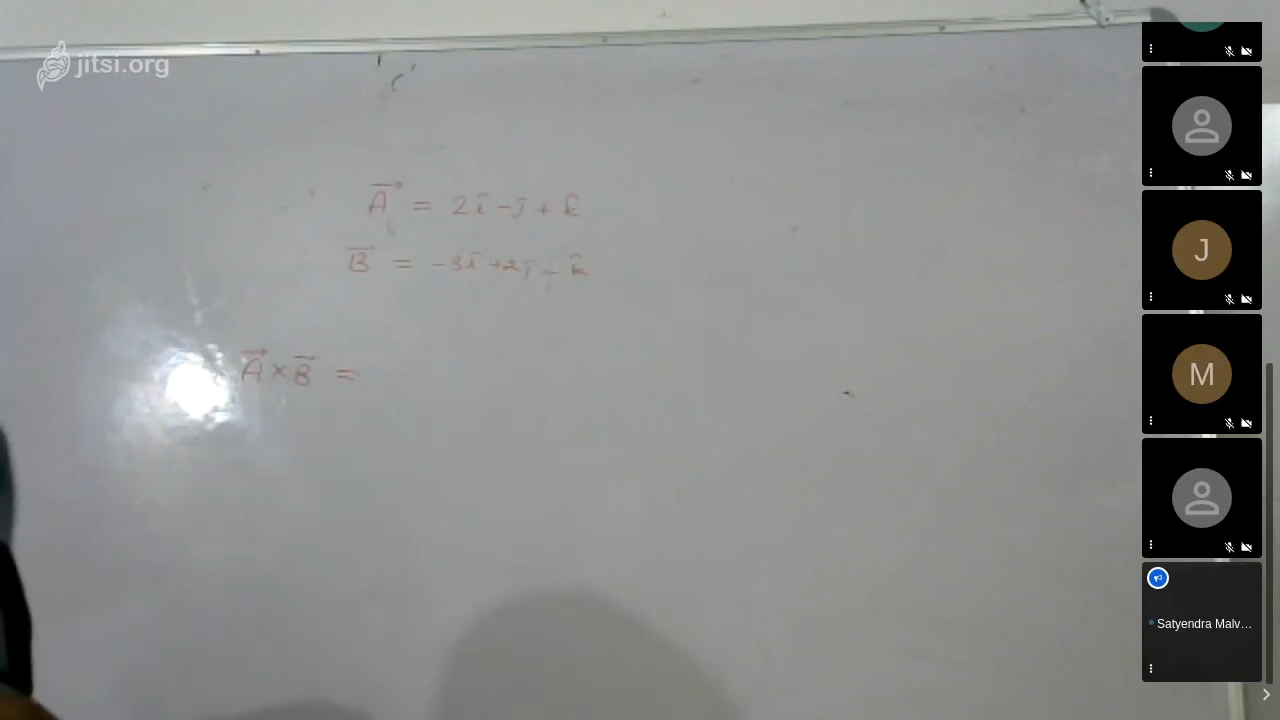 jitsi.org
A⃗ = 2î - ĵ + k̂
B⃗ = -3î + 2ĵ - k̂
A⃗ × B⃗ =
J
M
Satyendra Malv...